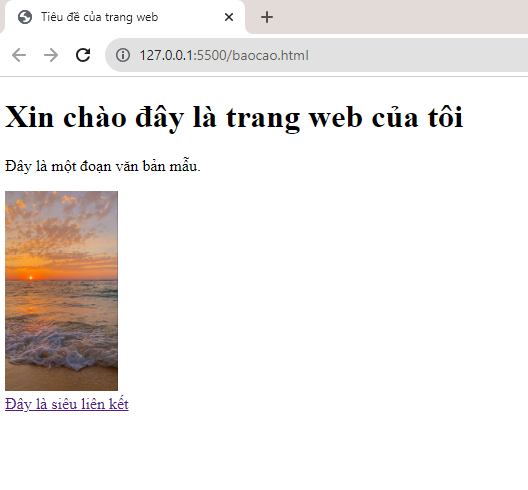 Tiêu đề của trang web
127.0.0.1:5500/baocao.html
Xin chào đây là trang web của tôi
Đây là một đoạn văn bản mẫu.
Đây là siêu liên kết